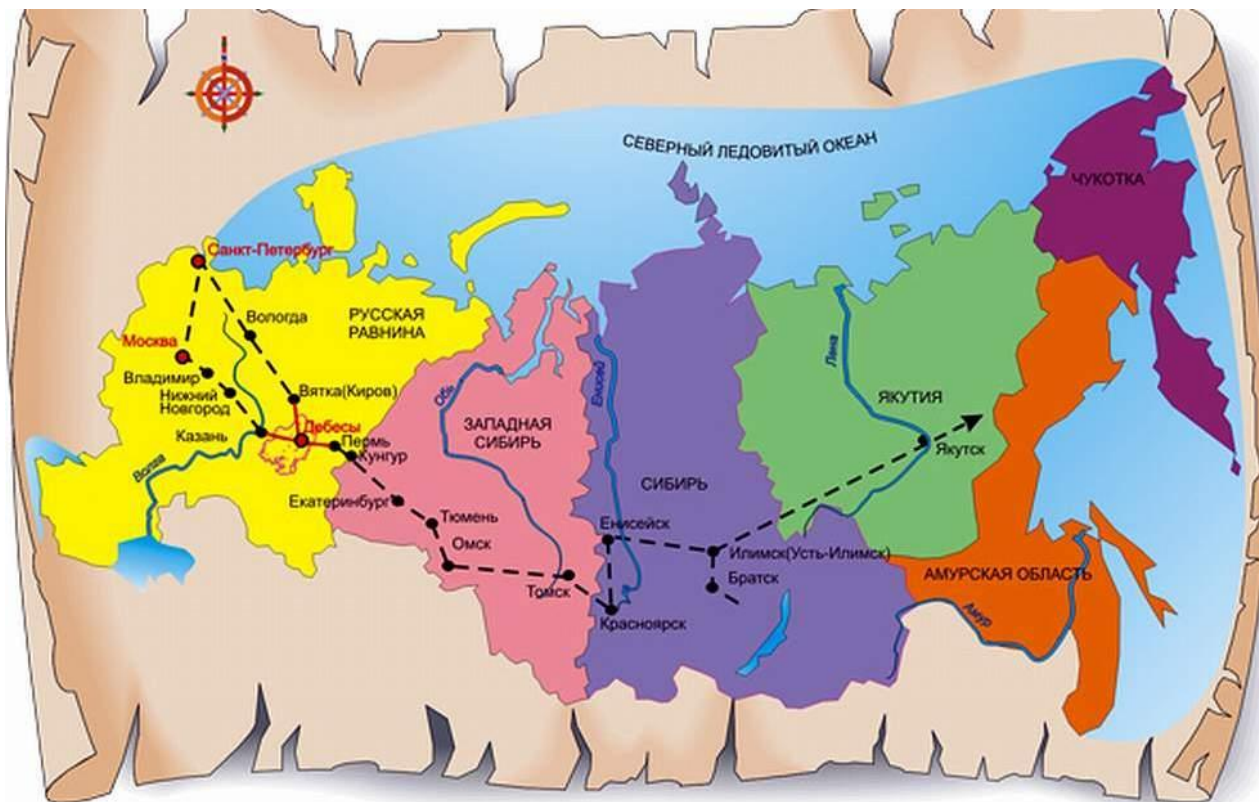 СЕВЕРНЫЙ ЛЕДОВИТЫЙ ОКЕАН
ЧУКОТКА
Санкт-Петербург
Вологда
РУССКАЯ
РАВНИНА
Москва
Владимир
Нижний
Новгород
Вятка(Киров)
Казань
Дебесы
Пермь
Кунгур
Волга
Екатеринбург
Обь
ЗАПАДНАЯ
СИБИРЬ
Тюмень
Омск
Томск
Енисей
СИБИРЬ
Енисейск
Красноярск
Илимск(Усть-Илимск)
Братск
Лена
ЯКУТИЯ
Якутск
АМУРСКАЯ ОБЛАСТЬ
Амур